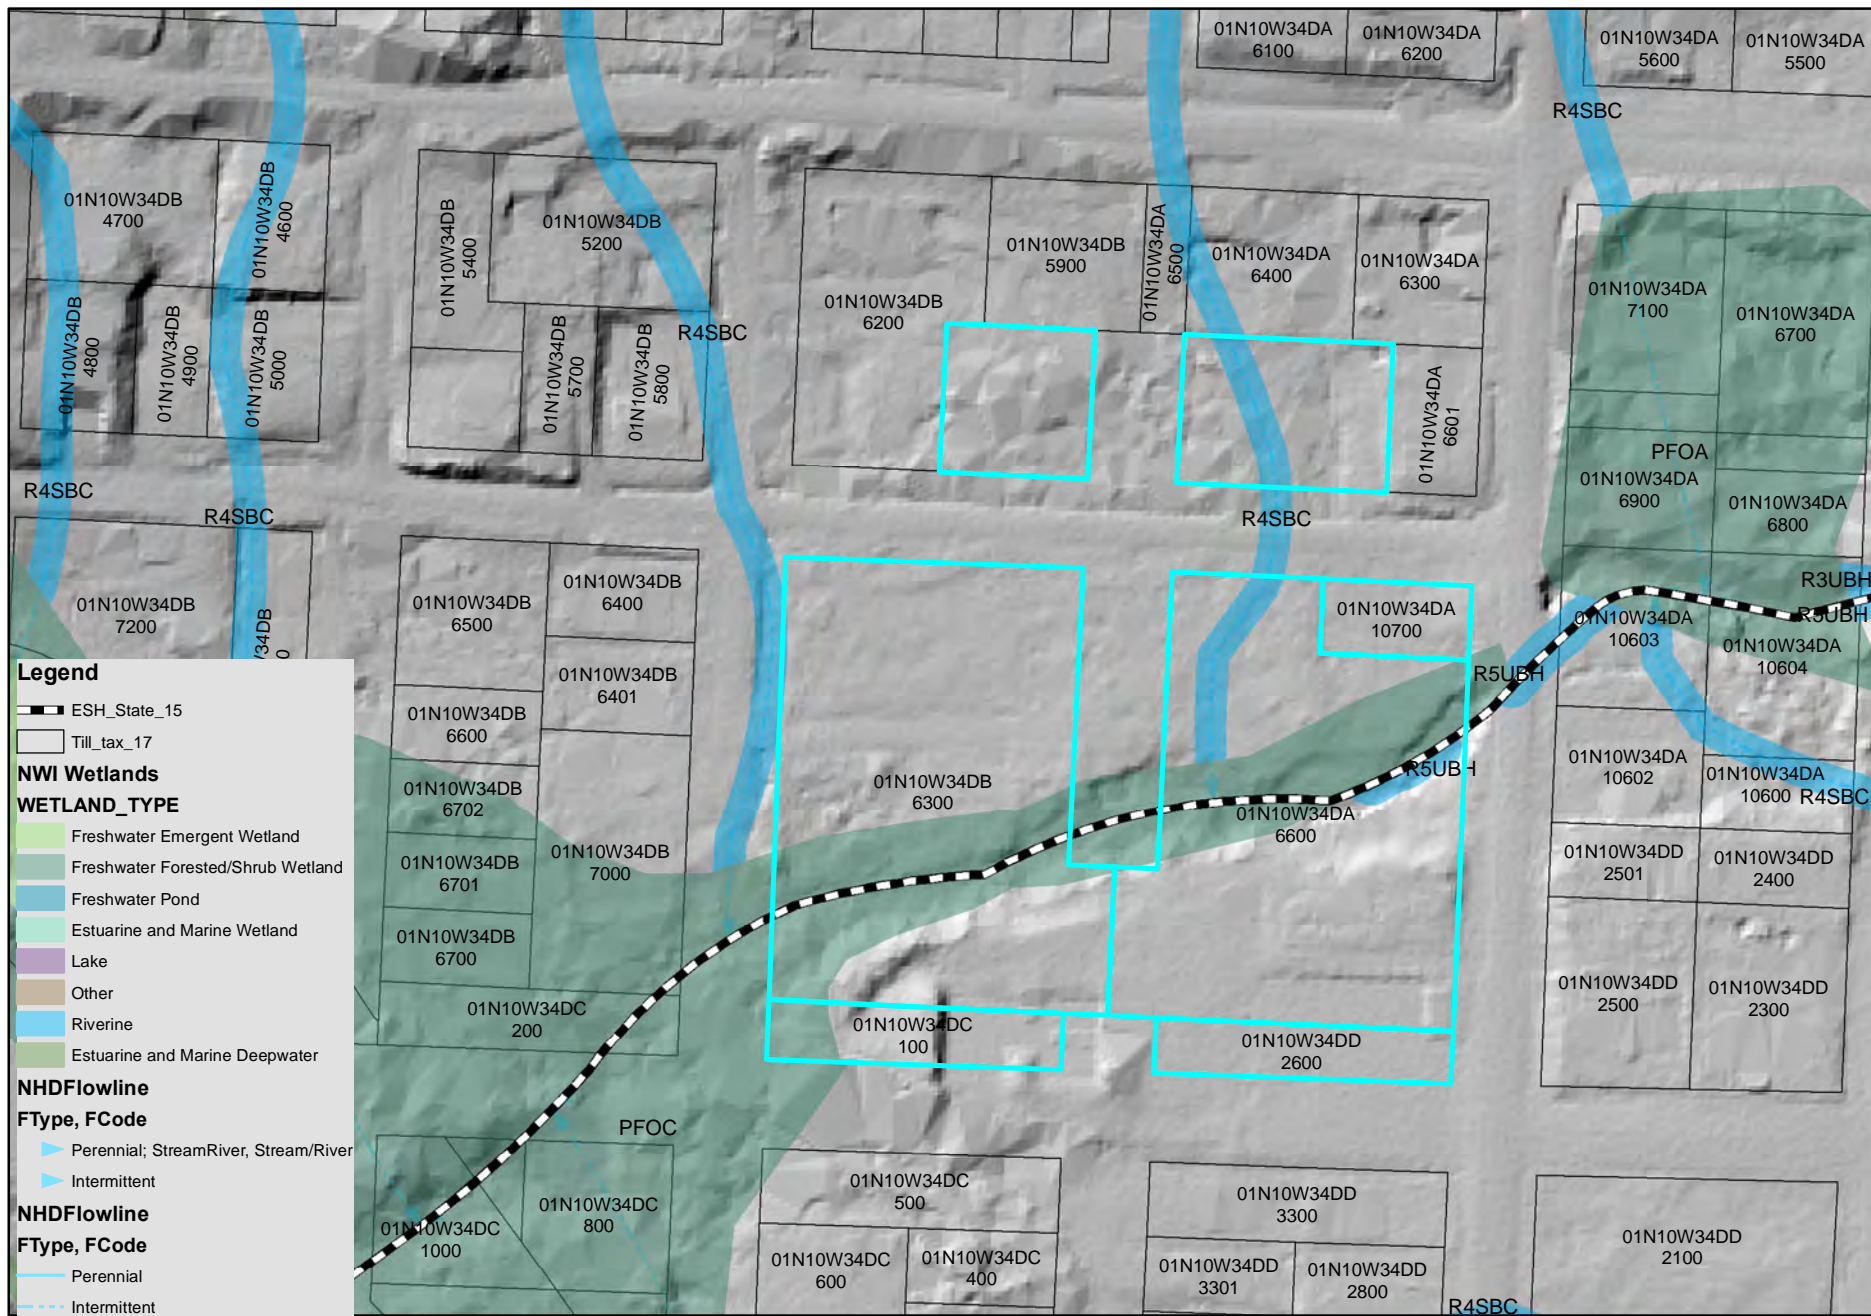 01N10W34DA
6100
01N10W34DA
6200
01N10W34DA
5600
01N10W34DA
5500
R4SBC
01N10W34DB
4700
01N10W34DB
4600
01N10W34DB
5400
01N10W34DB
5200
01N10W34DB
5900
01N10W34DA
6500
01N10W34DA
6400
01N10W34DA
6300
01N10W34DB
6200
01N10W34DA
7100
01N10W34DA
6700
01N10W34DB
4800
01N10W34DB
4900
01N10W34DB
5000
01N10W34DB
5700
01N10W34DB
5800
R4SBC
01N10W34DA
6601
PFOA
01N10W34DA
6900
01N10W34DA
6800
R4SBC
R4SBC
R4SBC
01N10W34DB
7200
34DB
0
01N10W34DB
6500
01N10W34DB
6400
01N10W34DB
6401
01N10W34DB
6600
01N10W34DB
6702
01N10W34DB
6701
01N10W34DB
6700
01N10W34DB
7000
01N10W34DB
6300
01N10W34DA
10700
01N10W34DA
6600
R5UBH
R5UBH
R3UBH
R5UBH
01N10W34DA
10603
01N10W34DA
10604
01N10W34DA
10602
01N10W34DA
10600
R4SBC
01N10W34DD
2501
01N10W34DD
2400
01N10W34DD
2500
01N10W34DD
2300
01N10W34DC
200
01N10W34DC
100
01N10W34DD
2600
PFOC
01N10W34DC
1000
01N10W34DC
800
01N10W34DC
500
01N10W34DC
600
01N10W34DC
400
01N10W34DD
3300
01N10W34DD
3301
01N10W34DD
2800
01N10W34DD
2100
R4SBC
Legend
ESH_State_15
Till_tax_17
NWI Wetlands
WETLAND_TYPE
Freshwater Emergent Wetland
Freshwater Forested/Shrub Wetland
Freshwater Pond
Estuarine and Marine Wetland
Lake
Other
Riverine
Estuarine and Marine Deepwater
NHDFlowline
FType, FCode
Perennial; StreamRiver, Stream/River
Intermittent
NHDFlowline
FType, FCode
Perennial
Intermittent